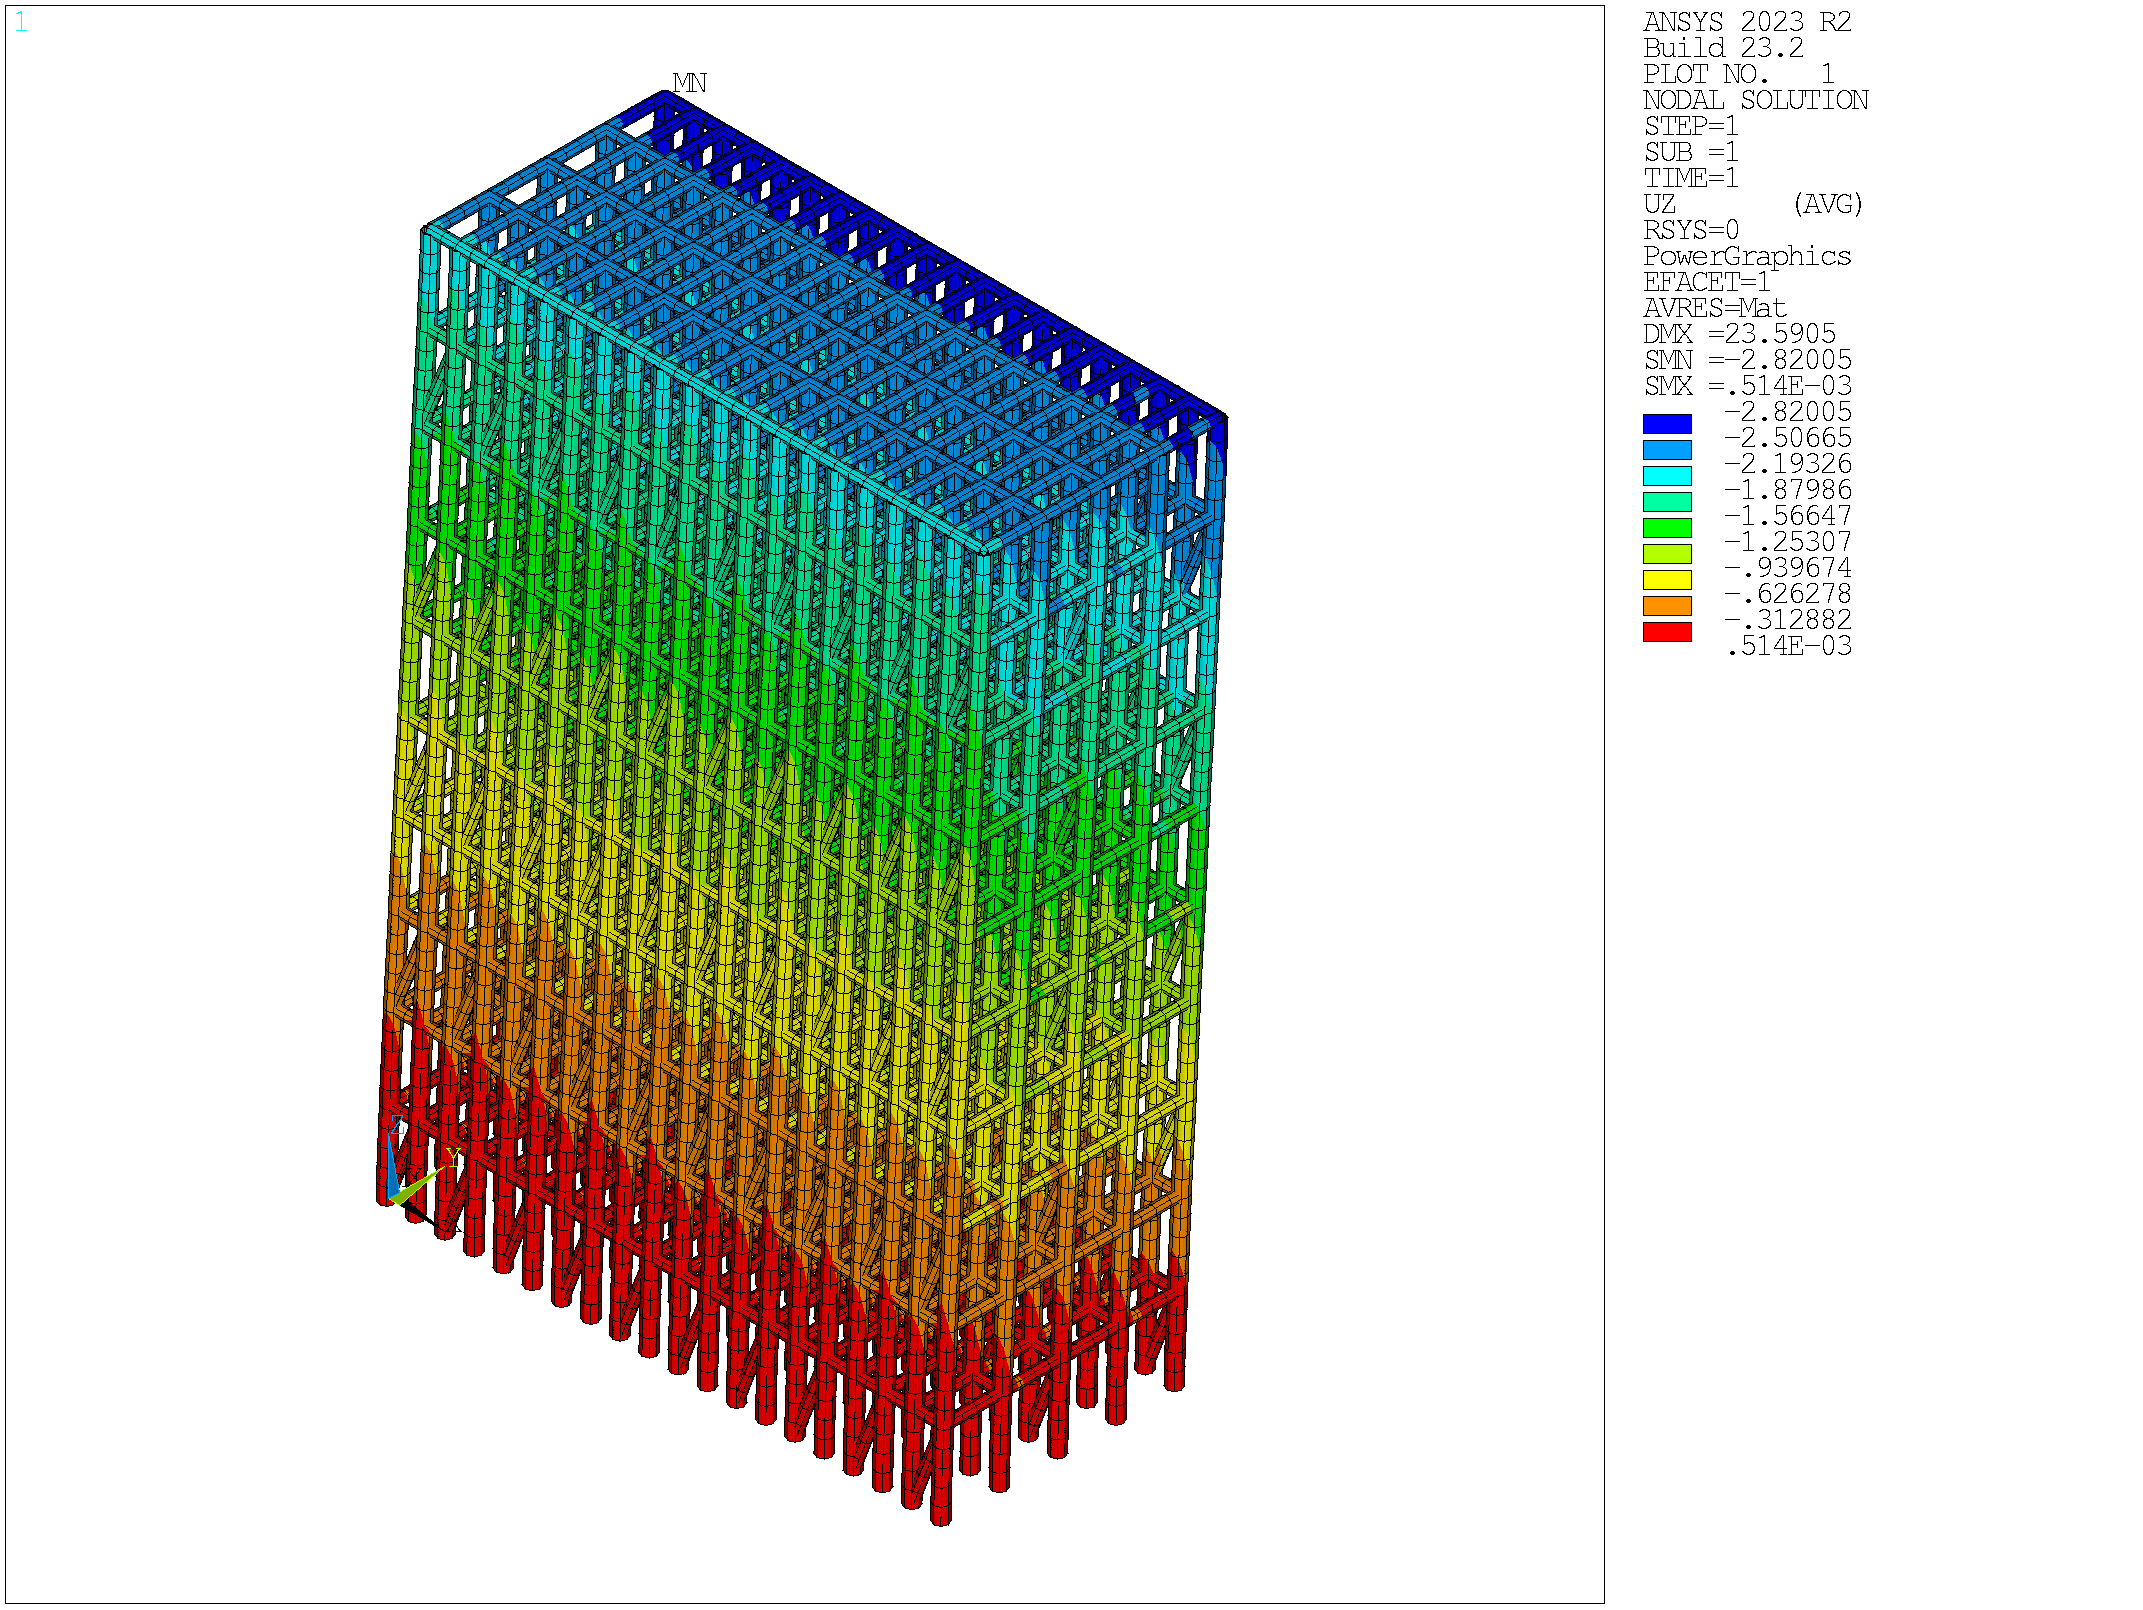 1
MN
ANSYS 2023 R2
Build 23.2
PLOT NO.   1
NODAL SOLUTION
STEP=1
SUB =1
TIME=1
UZ       (AVG)
RSYS=0
PowerGraphics
EFACET=1
AVRES=Mat
DMX =23.5905
SMN =-2.82005
SMX =.514E-03
-2.82005
-2.50665
-2.19326
-1.87986
-1.56647
-1.25307
-.939674
-.626278
-.312882
.514E-03
Z
Y